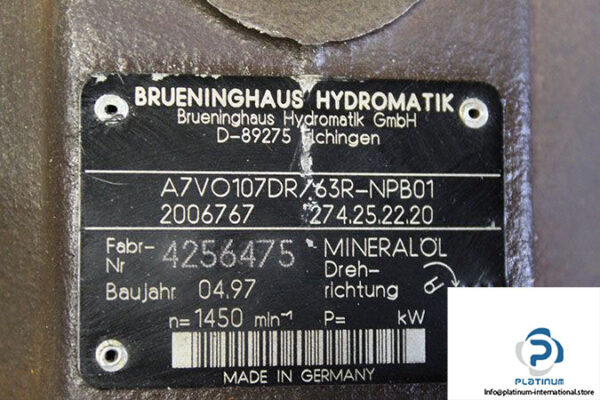 BRUENINGHAUS HYDROMATIK
Brueninghaus Hydromatik GmbH
D-89275 Elchingen
A7VO107DR/63R-NPB01
2006767 274.25.22.20
Fabr-Nr 4256475 MINERALÖL
Baujahr 04.97 Dreh-richtung R
n= 1450 min⁻¹ P= kW
MADE IN GERMANY
PLATINUM
Info@platinum-international.store